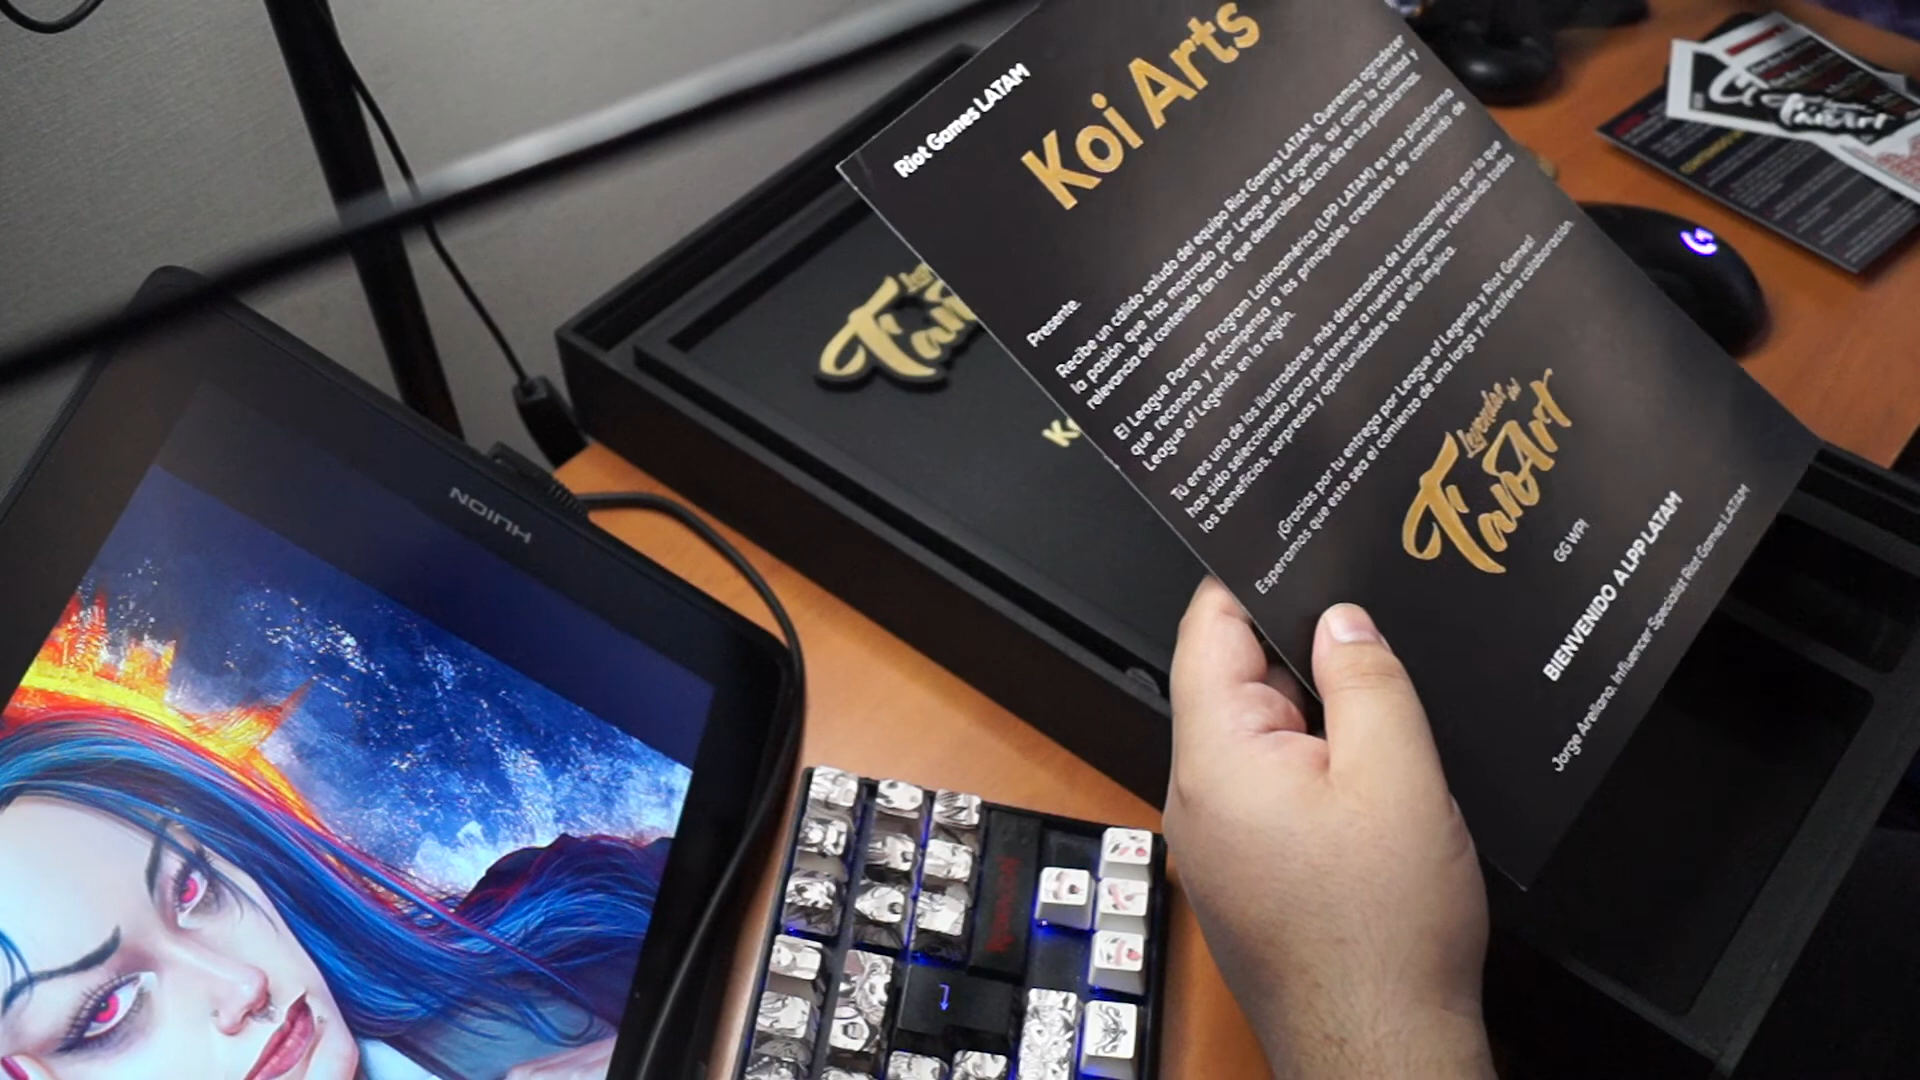 Riot Games LATAM
Koi Arts
Presente.
Recibe un cálido saludo del equipo Riot Games LATAM. Queremos agradecer
la pasión que has mostrado por League of Legends, así como la calidad y
relevancia del contenido fan art que desarrollas día con día en tus plataformas.
El League Partner Program Latinoamérica (LPP LATAM) es una plataforma
que reconoce y recompensa a los principales creadores de contenido de
League of Legends en la región.
Tú eres uno de los ilustradores más destacados de Latinoamérica, por lo que
has sido seleccionado para pertenecer a nuestro programa, recibiendo todos
los beneficios, sorpresas y oportunidades que ello implica.
¡Gracias por tu entrega por League of Legends y Riot Games!
Esperamos que esto sea el comienzo de una larga y fructífera colaboración.
Leyendas del
FanArt
GG WP!
BIENVENIDO A LPP LATAM
Jorge Arellano. Influencer Specialist Riot Games LATAM
HUION
FanArt